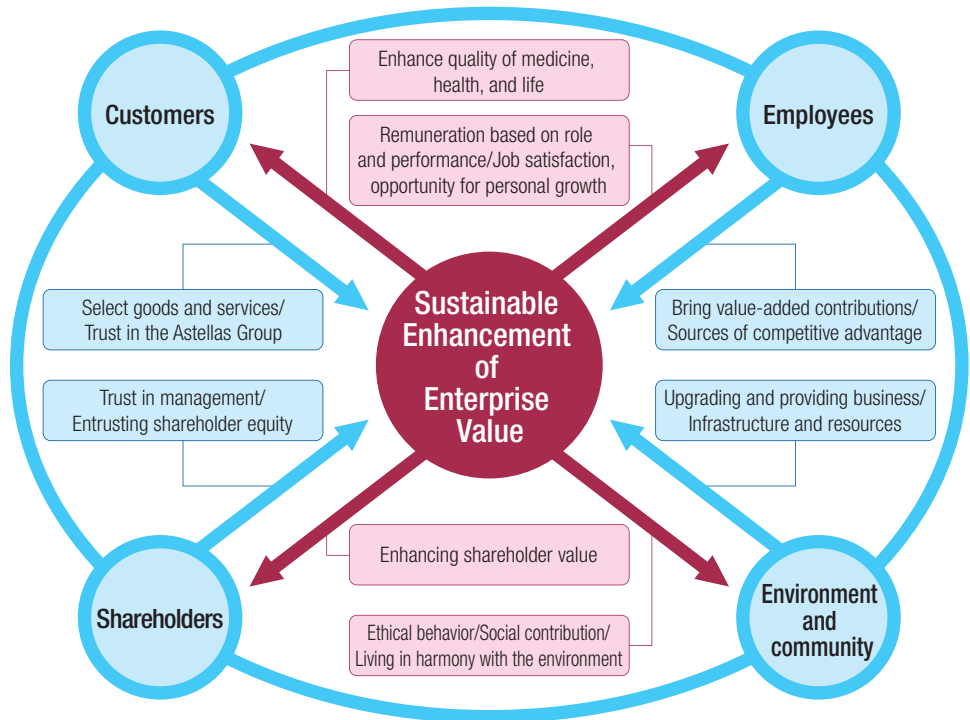 Customers
Enhance quality of medicine,
health, and life
Remuneration based on role
and performance/Job satisfaction,
opportunity for personal growth
Employees
Select goods and services/
Trust in the Astellas Group
Sustainable
Enhancement
of
Enterprise
Value
Bring value-added contributions/
Sources of competitive advantage
Trust in management/
Entrusting shareholder equity
Upgrading and providing business/
Infrastructure and resources
Shareholders
Enhancing shareholder value
Ethical behavior/Social contribution/
Living in harmony with the environment
Environment
and
community